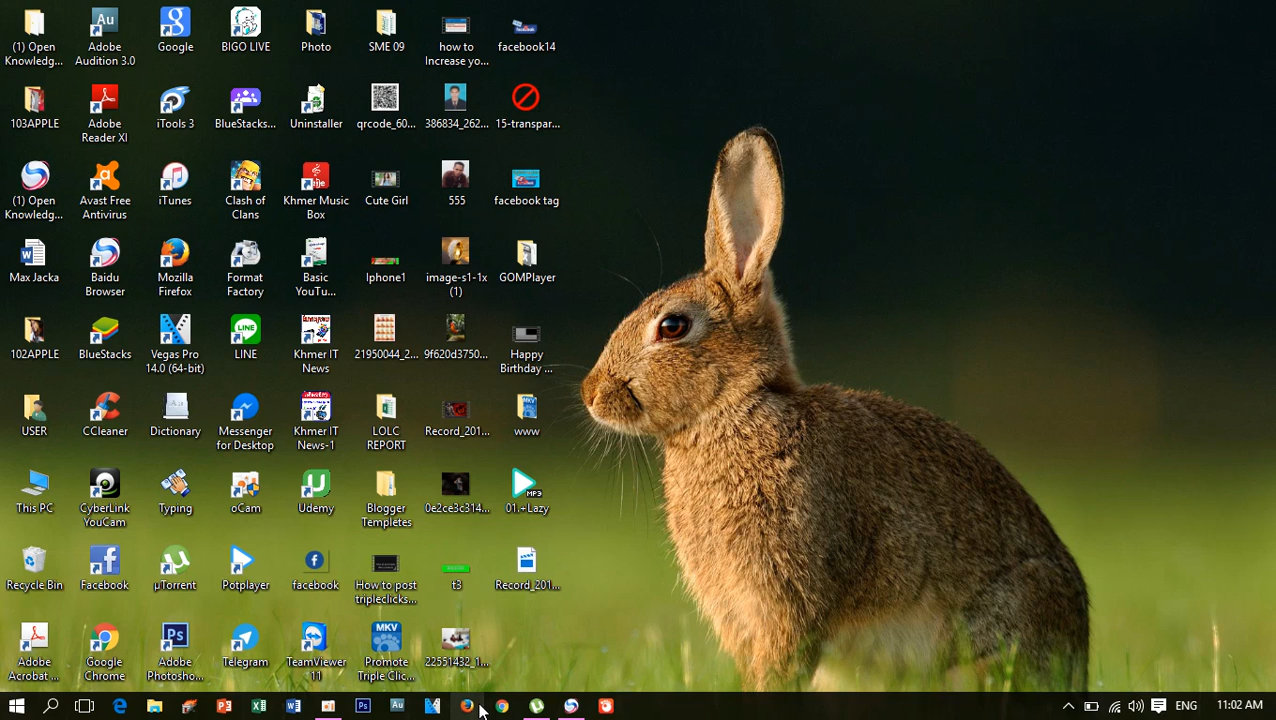 (1) Open
Knowledg...
Adobe
Audition 3.0
Google
BIGO LIVE
Photo
SME 09
how to
Increase yo...
facebook14
103APPLE
Adobe
Reader XI
iTools 3
BlueStacks...
Uninstaller
qrcode_60...
386834_262...
15-transpar...
(1) Open
Knowledg...
Avast Free
Antivirus
iTunes
Clash of
Clans
Khmer Music
Box
Cute Girl
555
facebook tag
Max Jacka
Baidu
Browser
Mozilla
Firefox
Format
Factory
Basic
YouTu...
Iphone1
image-s1-1x
(1)
GOMPlayer
102APPLE
BlueStacks
Vegas Pro
14.0 (64-bit)
LINE
Khmer IT
News
21950044_2...
9f620d3750...
Happy
Birthday ...
USER
CCleaner
Dictionary
Messenger
for Desktop
Khmer IT
News-1
LOLC
REPORT
Record_201...
www
This PC
CyberLink
YouCam
Typing
oCam
Udemy
Blogger
Templetes
0e2ce3c314...
01.+Lazy
Recycle Bin
Facebook
µTorrent
Potplayer
facebook
How to post
tripleclicks...
t3
Record_201...
Adobe
Acrobat ...
Google
Chrome
Adobe
Photosho...
Telegram
TeamViewer
11
Promote
Triple Clic...
22551432_1...
ENG
11:02 AM